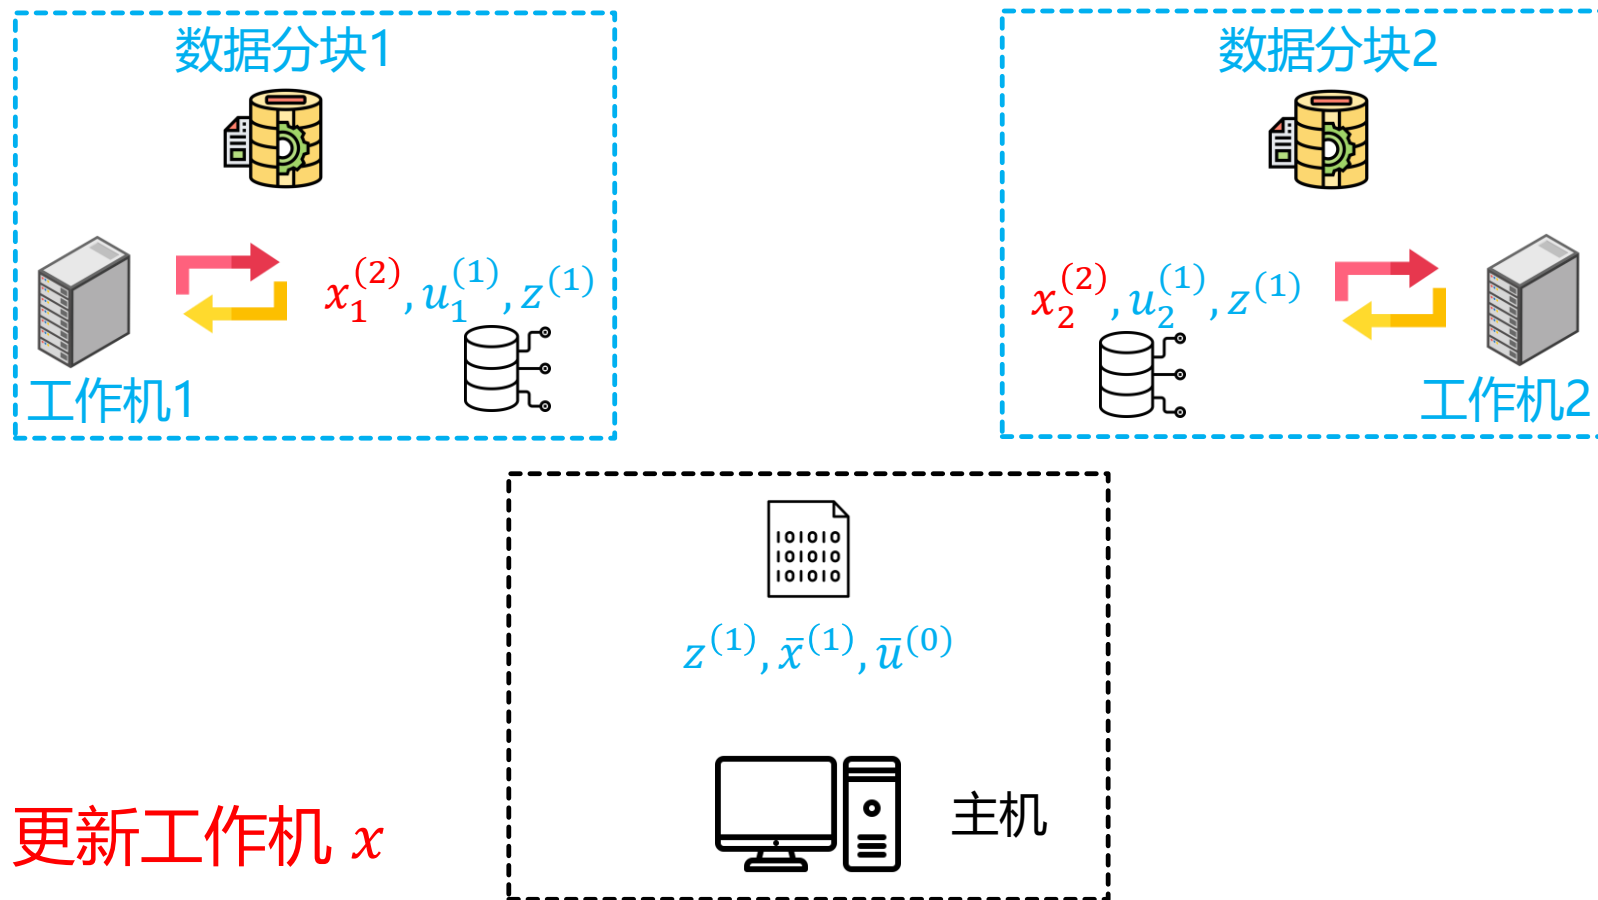 数据分块1
数据分块2
x_1^{(2)}, u_1^{(1)}, z^{(1)}
x_2^{(2)}, u_2^{(1)}, z^{(1)}
工作机1
工作机2
101010
101010
101010
z^{(1)}, x̄^{(1)}, ū^{(0)}
主机
更新工作机 x